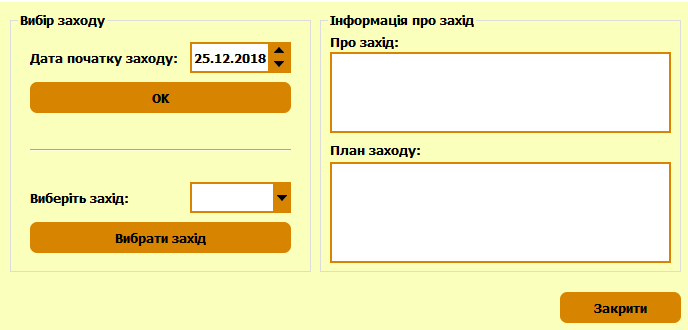 Вибір заходу
Дата початку заходу: 25.12.2018
ОК
Виберіть захід:
Вибрати захід
Інформація про захід
Про захід:
План заходу:
Закрити